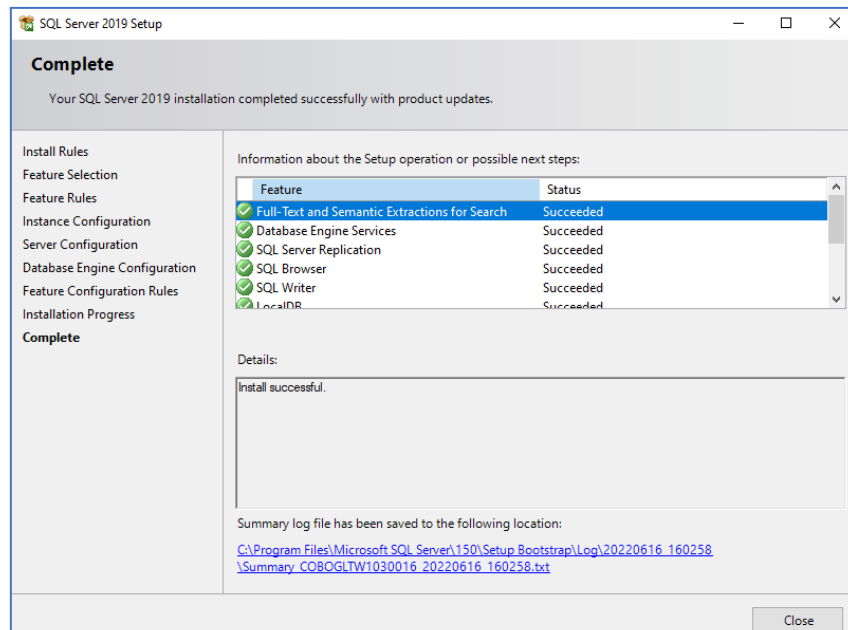 SQL Server 2019 Setup
Complete
Your SQL Server 2019 installation completed successfully with product updates.
Install Rules
Feature Selection
Feature Rules
Instance Configuration
Server Configuration
Database Engine Configuration
Feature Configuration Rules
Installation Progress
Complete
Information about the Setup operation or possible next steps:
Feature Status
Full-Text and Semantic Extractions for Search Succeeded
Database Engine Services Succeeded
SQL Server Replication Succeeded
SQL Browser Succeeded
SQL Writer Succeeded
LocalDB Succeeded
Details:
Install successful.
Summary log file has been saved to the following location:
C:\Program Files\Microsoft SQL Server\150\Setup Bootstrap\Log\20220616_160258
\Summary_COBOGLTW1030016_20220616_160258.txt
Close